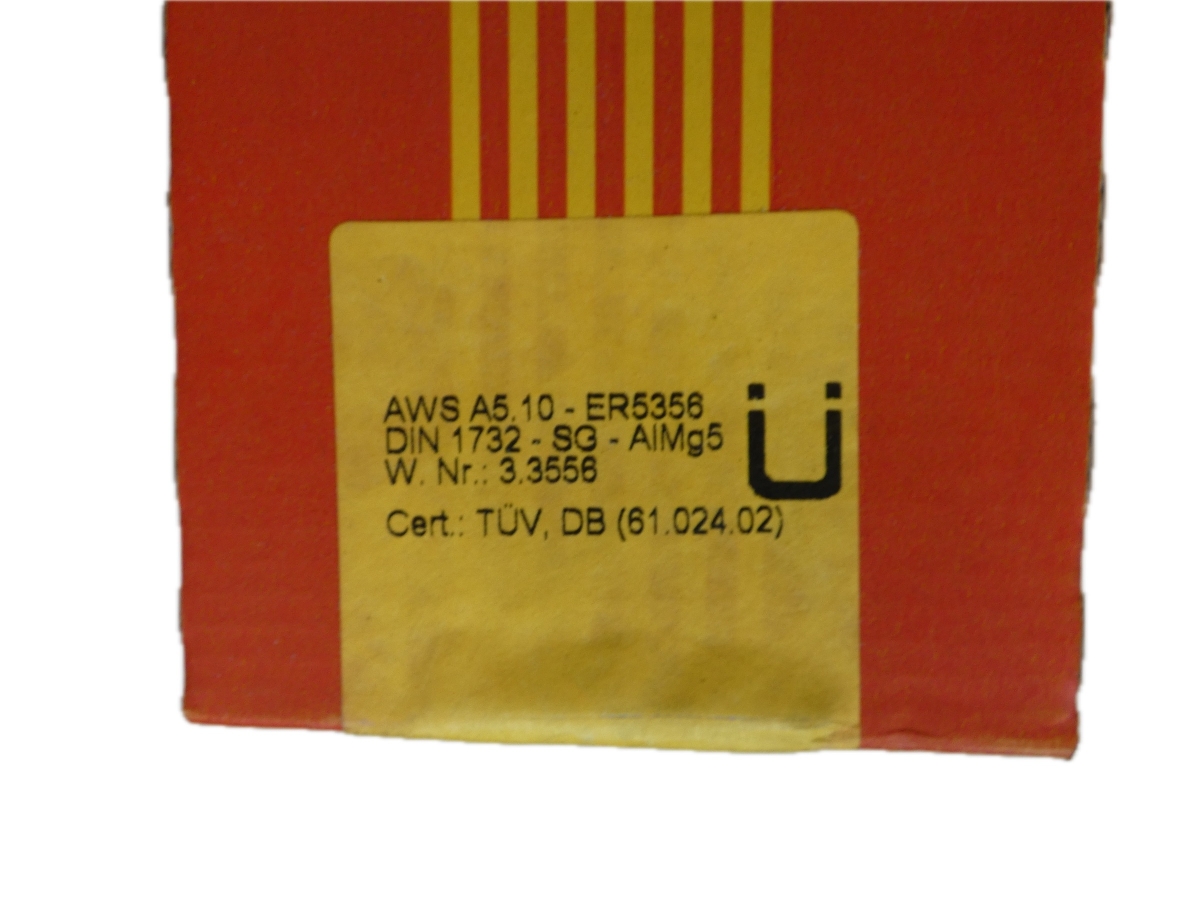 AWS A5.10 - ER5356
DIN 1732 - SG - AlMg5
W. Nr.: 3.3556
Ü
Cert.: TÜV, DB (61.024.02)